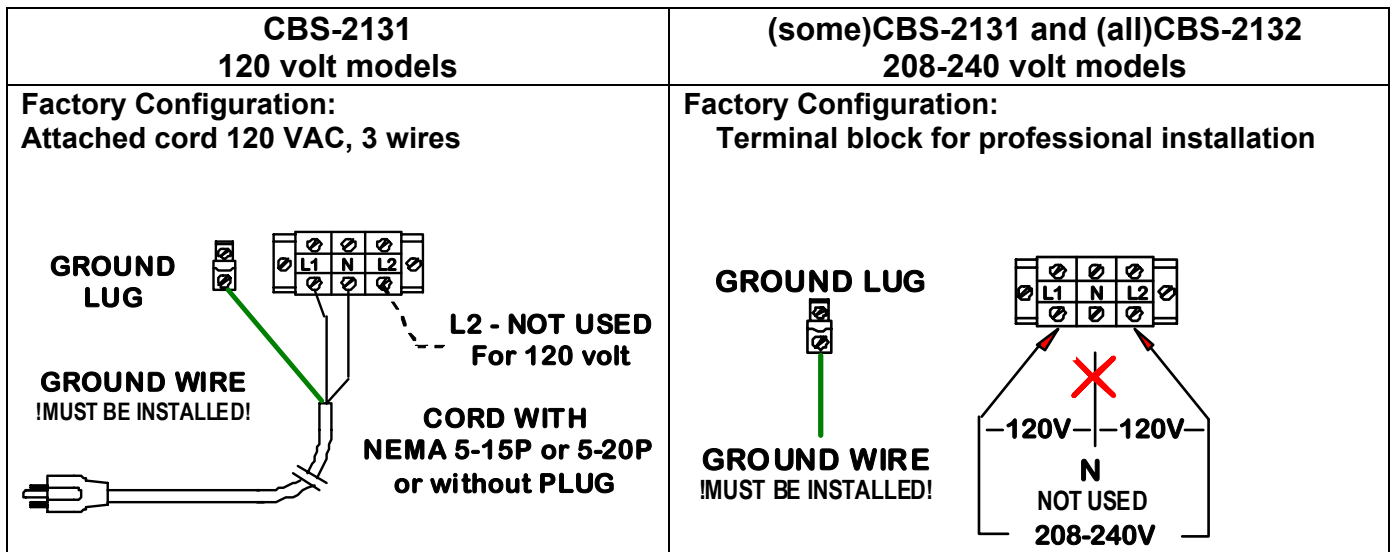 CBS-2131
120 volt models
Factory Configuration:
Attached cord 120 VAC, 3 wires
GROUND
LUG
L1 N L2
L2 - NOT USED
For 120 volt
GROUND WIRE
!MUST BE INSTALLED!
CORD WITH
NEMA 5-15P or 5-20P
or without PLUG
(some)CBS-2131 and (all)CBS-2132
208-240 volt models
Factory Configuration:
Terminal block for professional installation
GROUND LUG
L1 N L2
GROUND WIRE
!MUST BE INSTALLED!
120V 120V
N
NOT USED
208-240V